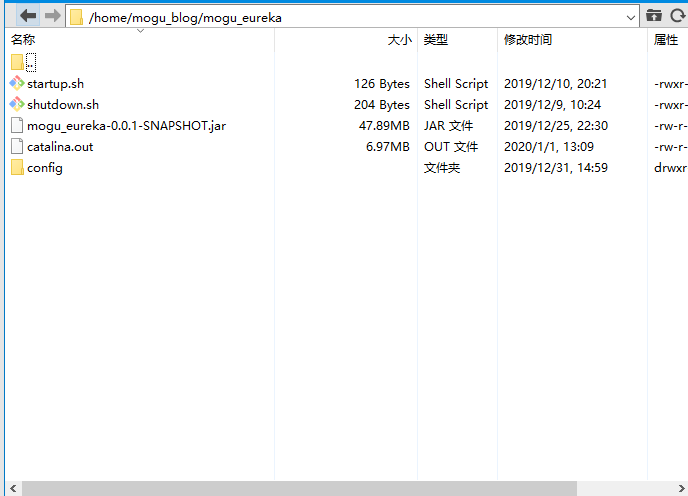 /home/mogu_blog/mogu_eureka
名称 大小 类型 修改时间 属性
..
startup.sh 126 Bytes Shell Script 2019/12/10, 20:21 -rwxr-
shutdown.sh 204 Bytes Shell Script 2019/12/9, 10:24 -rwxr-
mogu_eureka-0.0.1-SNAPSHOT.jar 47.89MB JAR 文件 2019/12/25, 22:30 -rw-r-
catalina.out 6.97MB OUT 文件 2020/1/1, 13:09 -rw-r-
config 文件夹 2019/12/31, 14:59 drwxr